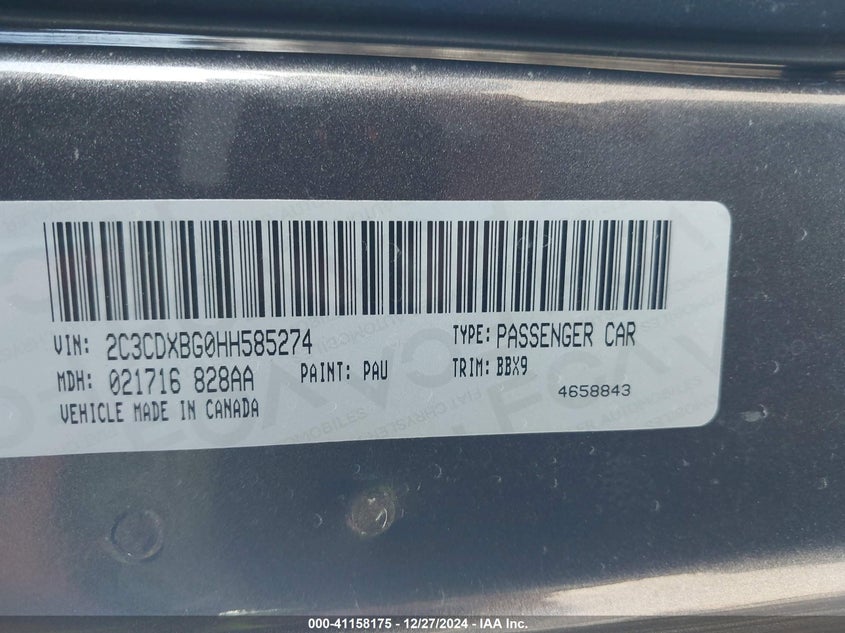 VIN: 2C3CDXBG0HH585274 TYPE: PASSENGER CAR
MDH: 021716 828AA PAINT: PAU TRIM: BBX9
VEHICLE MADE IN CANADA 4658843
000-41158175 - 12/27/2024 - IAA Inc.